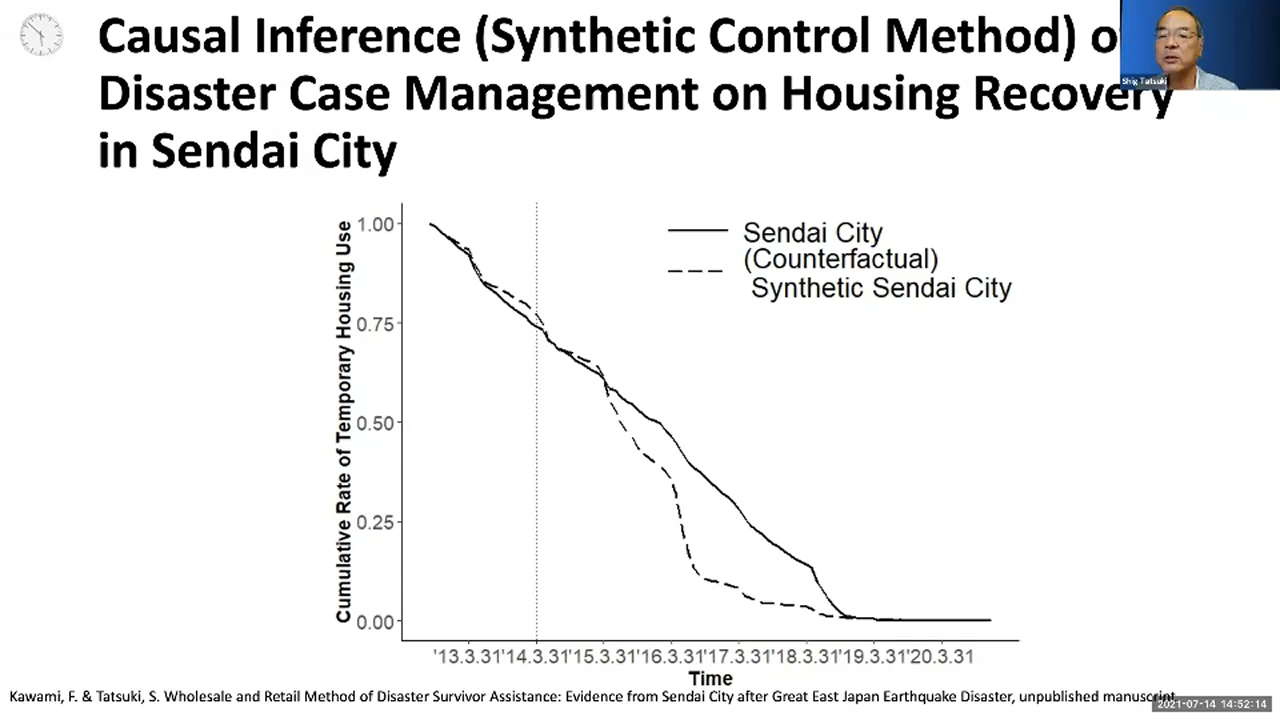 Causal Inference (Synthetic Control Method) o
Disaster Case Management on Housing Recovery
in Sendai City
Shig Tatsuki
Cumulative Rate of Temporary Housing Use
1.00
0.75
0.50
0.25
0.00
Sendai City
(Counterfactual)
Synthetic Sendai City
'13.3.31 '14.3.31 '15.3.31 '16.3.31 '17.3.31 '18.3.31 '19.3.31 '20.3.31
Time
Kawami, F. & Tatsuki, S. Wholesale and Retail Method of Disaster Survivor Assistance: Evidence from Sendai City after Great East Japan Earthquake Disaster, unpublished manuscript
2021-07-14 14:52:14